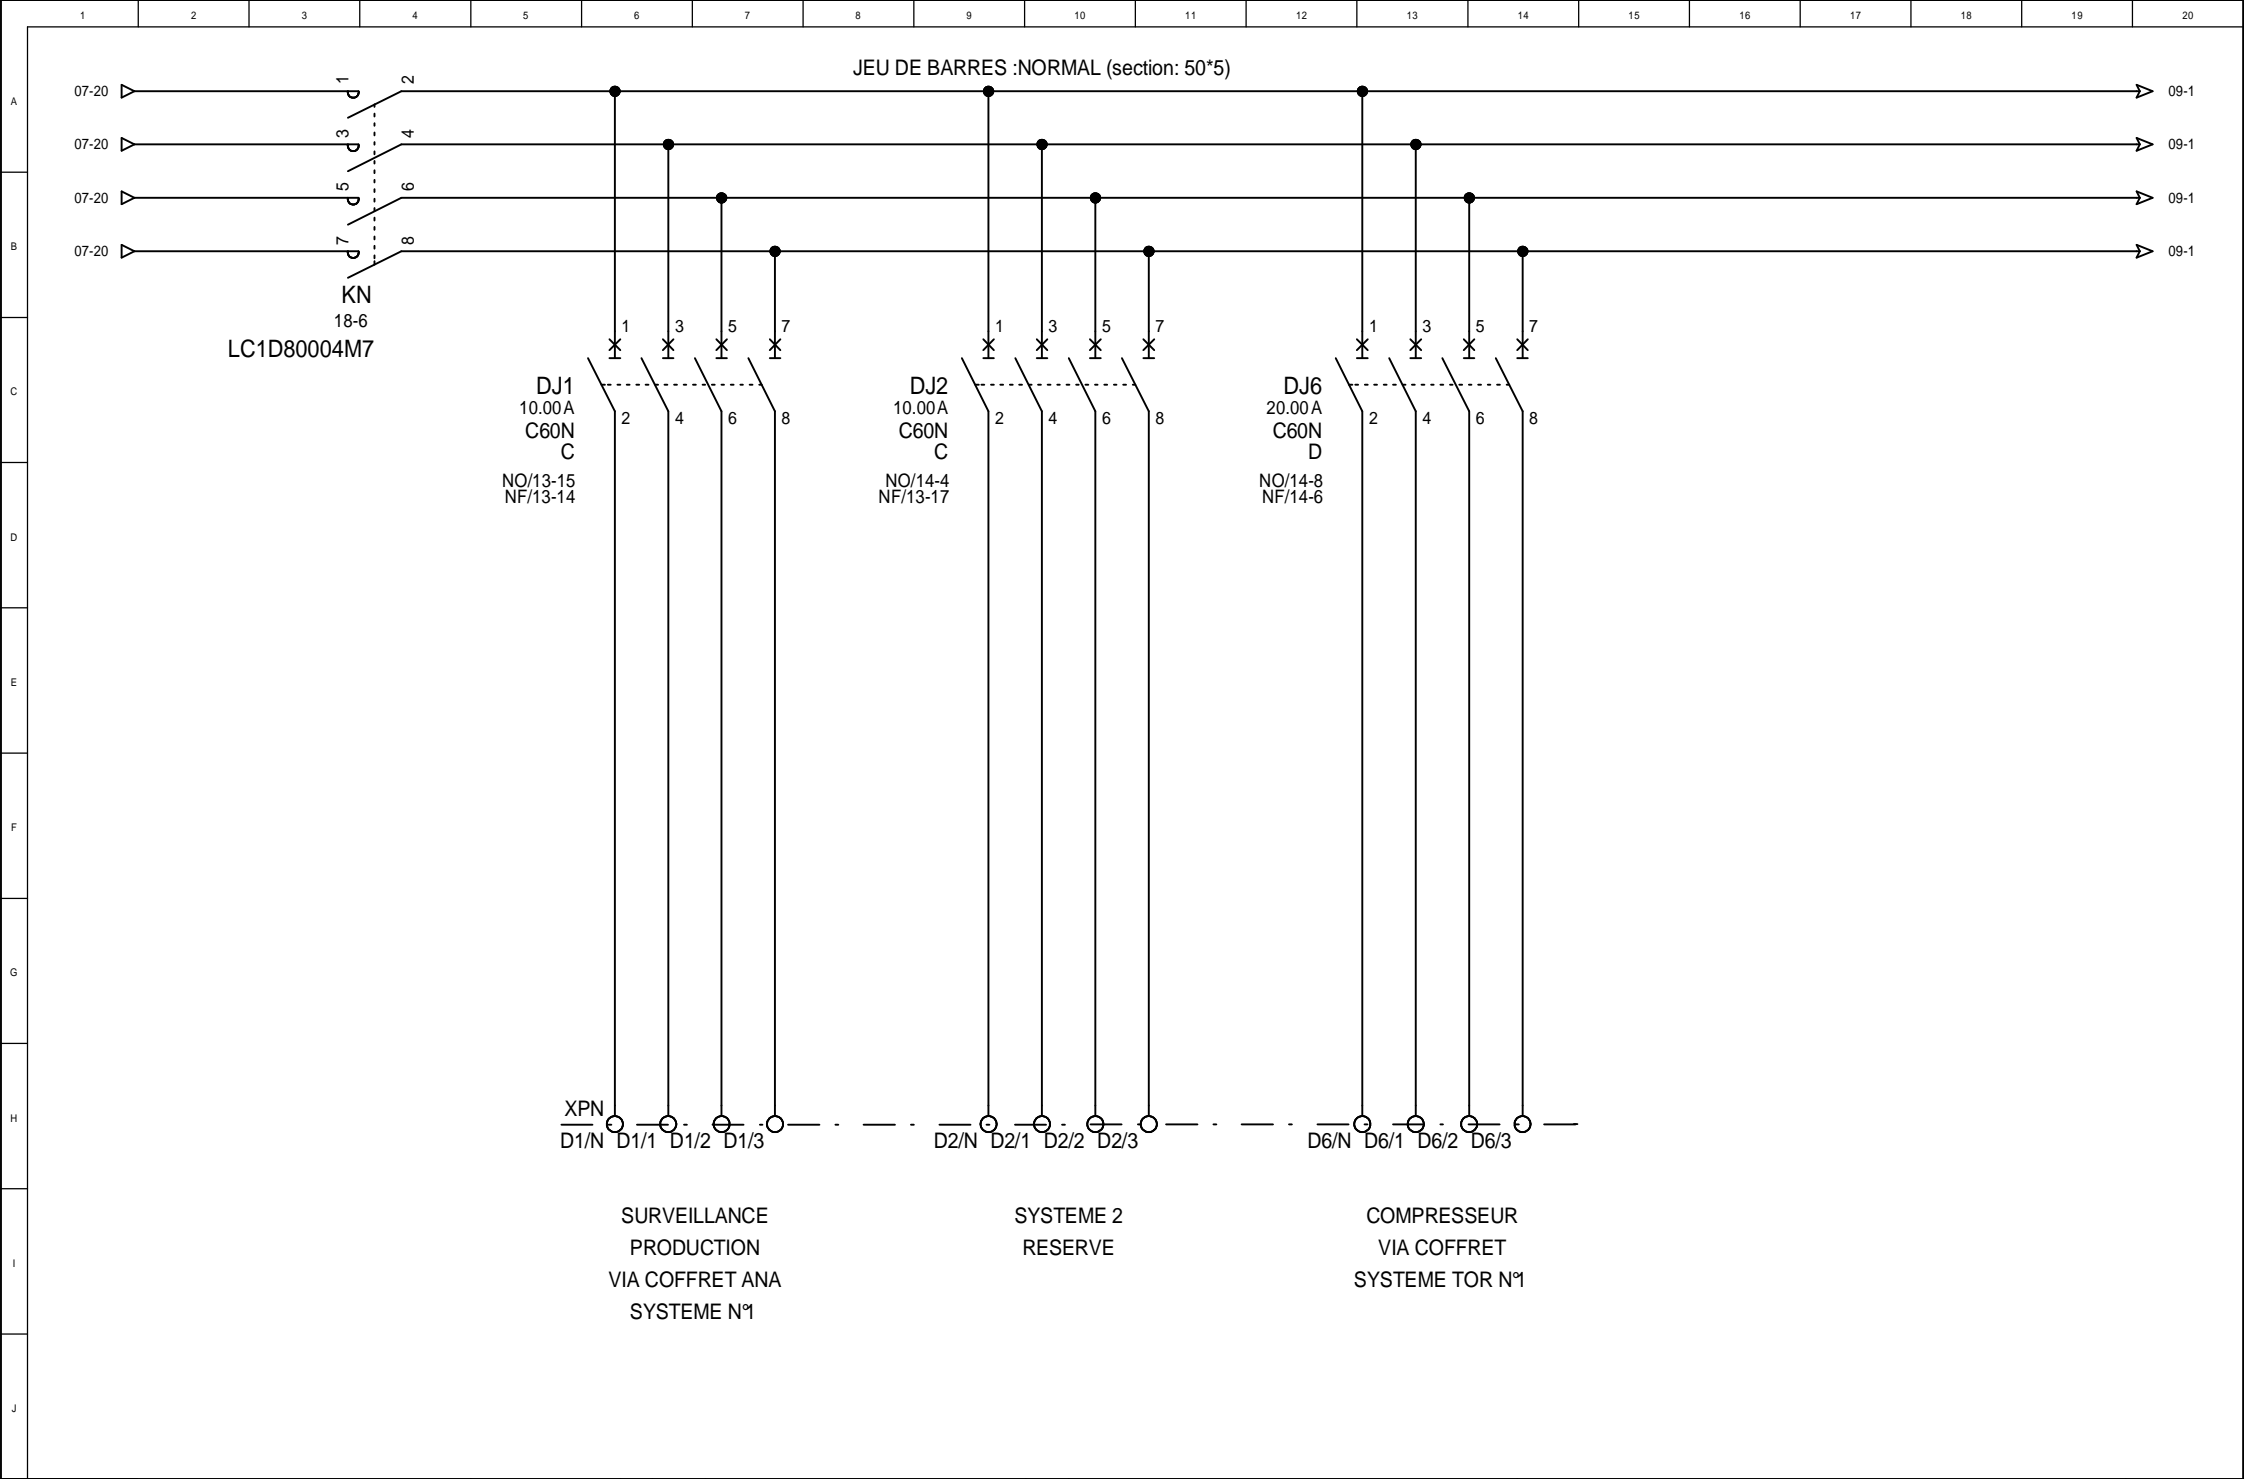 1 2 3 4 5 6 7 8 9 10 11 12 13 14 15 16 17 18 19 20
JEU DE BARRES :NORMAL (section: 50*5)
A
07-20 1 2 09-1
07-20 3 4 09-1
07-20 5 6 09-1
B
07-20 7 8 09-1
KN
18-6
LC1D80004M7
1 3 5 7 1 3 5 7 1 3 5 7
C
DJ1 DJ2 DJ6
10.00A 10.00A 20.00A
2 4 6 8 2 4 6 8 2 4 6 8
C60N C60N C60N
C C D
NO/13-15 NO/14-4 NO/14-8
NF/13-14 NF/13-17 NF/14-6
D
E
F
G
H
XPN
D1/N D1/1 D1/2 D1/3 D2/N D2/1 D2/2 D2/3 D6/N D6/1 D6/2 D6/3
SURVEILLANCE
PRODUCTION
VIA COFFRET ANA
SYSTEME N°1
SYSTEME 2
RESERVE
COMPRESSEUR
VIA COFFRET
SYSTEME TOR N°1
I
J